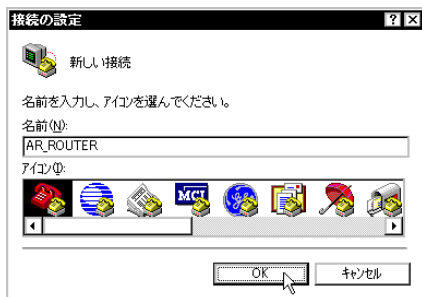 接続の設定
新しい接続
名前を入力し、アイコンを選んでください。
名前(N):
AR_ROUTER
アイコン(I):
MCI
OK
キャンセル